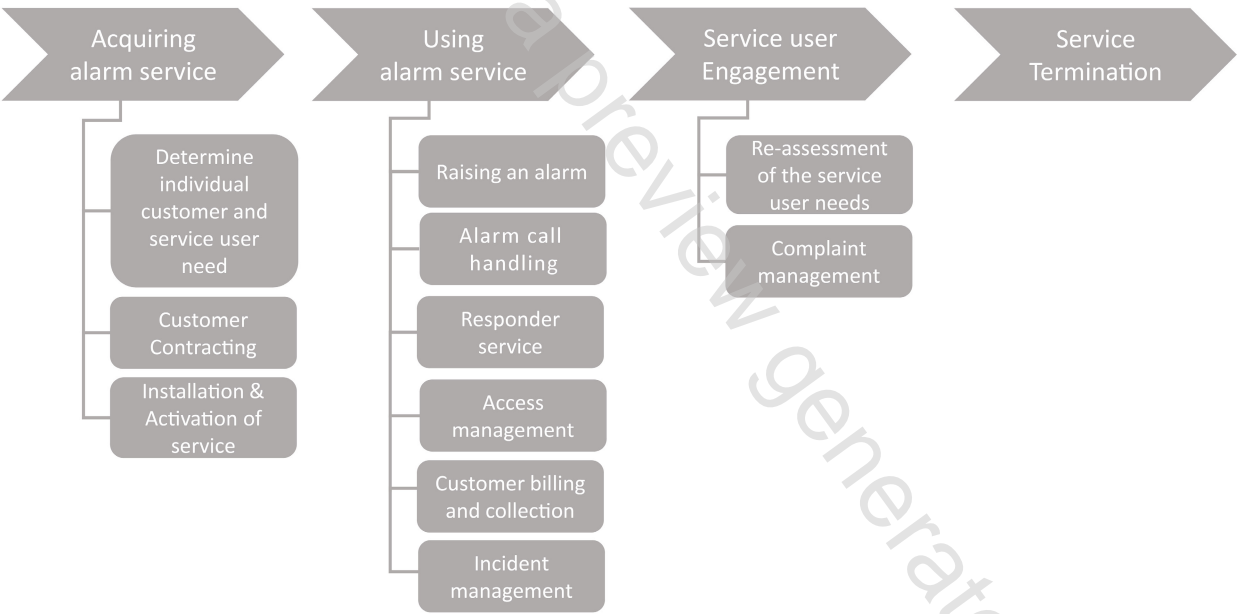 Acquiring
alarm service
Using
alarm service
Service user
Engagement
Service
Termination
Determine
individual
customer and
service user
need
Customer
Contracting
Installation &
Activation of
service
Raising an alarm
Alarm call
handling
Responder
service
Access
management
Customer billing
and collection
Incident
management
Re-assessment
of the service
user needs
Complaint
management
a preview generate